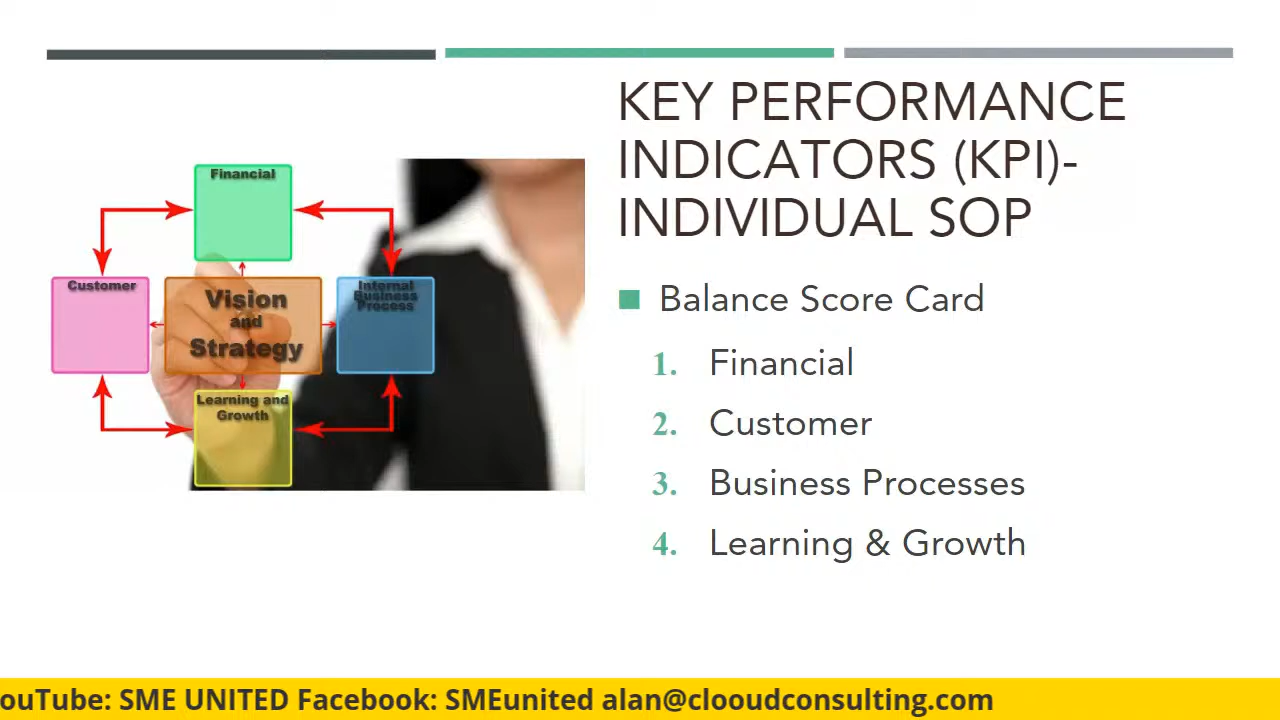 KEY PERFORMANCE
INDICATORS (KPI)-
INDIVIDUAL SOP
Financial
Customer
Vision
and
Strategy
Internal
Business
Process
Learning and
Growth
■ Balance Score Card
1. Financial
2. Customer
3. Business Processes
4. Learning & Growth
ouTube: SME UNITED Facebook: SMEunited alan@clooudconsulting.com